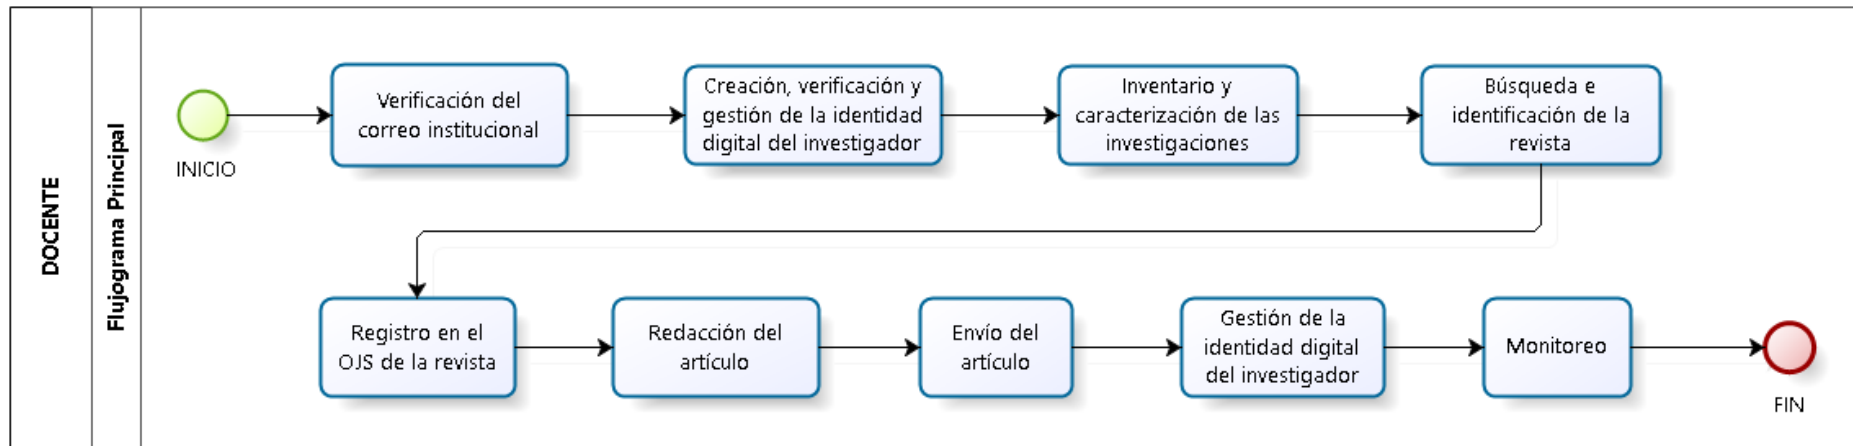 DOCENTE
Flujograma Principal
INICIO
Verificación del
correo institucional
Creación, verificación y
gestión de la identidad
digital del investigador
Inventario y
caracterización de las
investigaciones
Búsqueda e
identificación de la
revista
Registro en el
OJS de la revista
Redacción del
artículo
Envío del
artículo
Gestión de la
identidad digital
del investigador
Monitoreo
FIN